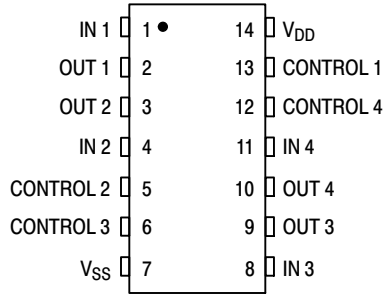 IN 1 1 14 VDD
OUT 1 2 13 CONTROL 1
OUT 2 3 12 CONTROL 4
IN 2 4 11 IN 4
CONTROL 2 5 10 OUT 4
CONTROL 3 6 9 OUT 3
VSS 7 8 IN 3